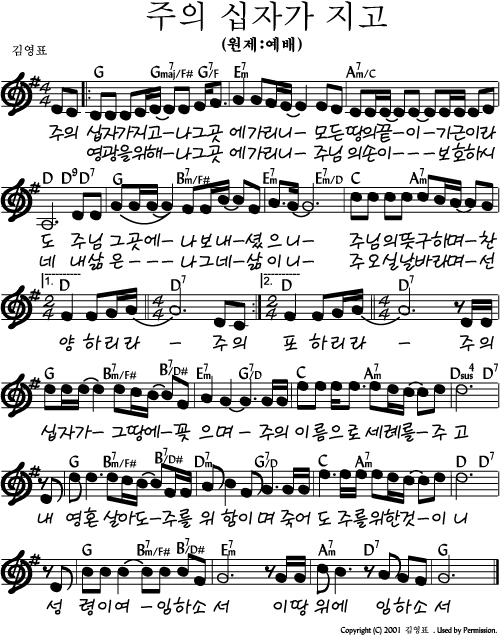 주의 십자가 지고
(원제:예배)
김영표
G Gmaj7/F# G7/F Em7 Am7/C
주의 십자가지고-나그곳 에가리니- 모든땅의끝-이-기근이라
영광을위해-나그곳 에가리니- 주님의손이---보호하시
D D9 D7 G Bm7/F# Em7 Em7/D C Am7
도 주님그곳에-나보내-셨으니- 주님의뜻구하며-찬
네 내삶은----나그네-삶이니- 주오실날바라며-선
1. D D7 2. D D7
양하리라 - 주의 포하리라 - 주의
G Bm7/F# B7/D# Em7 G7/D C Am7 Dsus4 D7
십자가- 그땅에-꽂으며- 주의이름으로세례를-주고
G Bm7/F# B7/D# Dm7 G7/D C Am7 D D7
내 영혼살아도-주를위함이며죽어도주를위한것-이니
G Bm7/F# B7/D# Em7 Am7 D7 G
성령이여-임하소서 이땅위에 임하소서
Copyright (C) 2001 김영표 . Used by Permission.